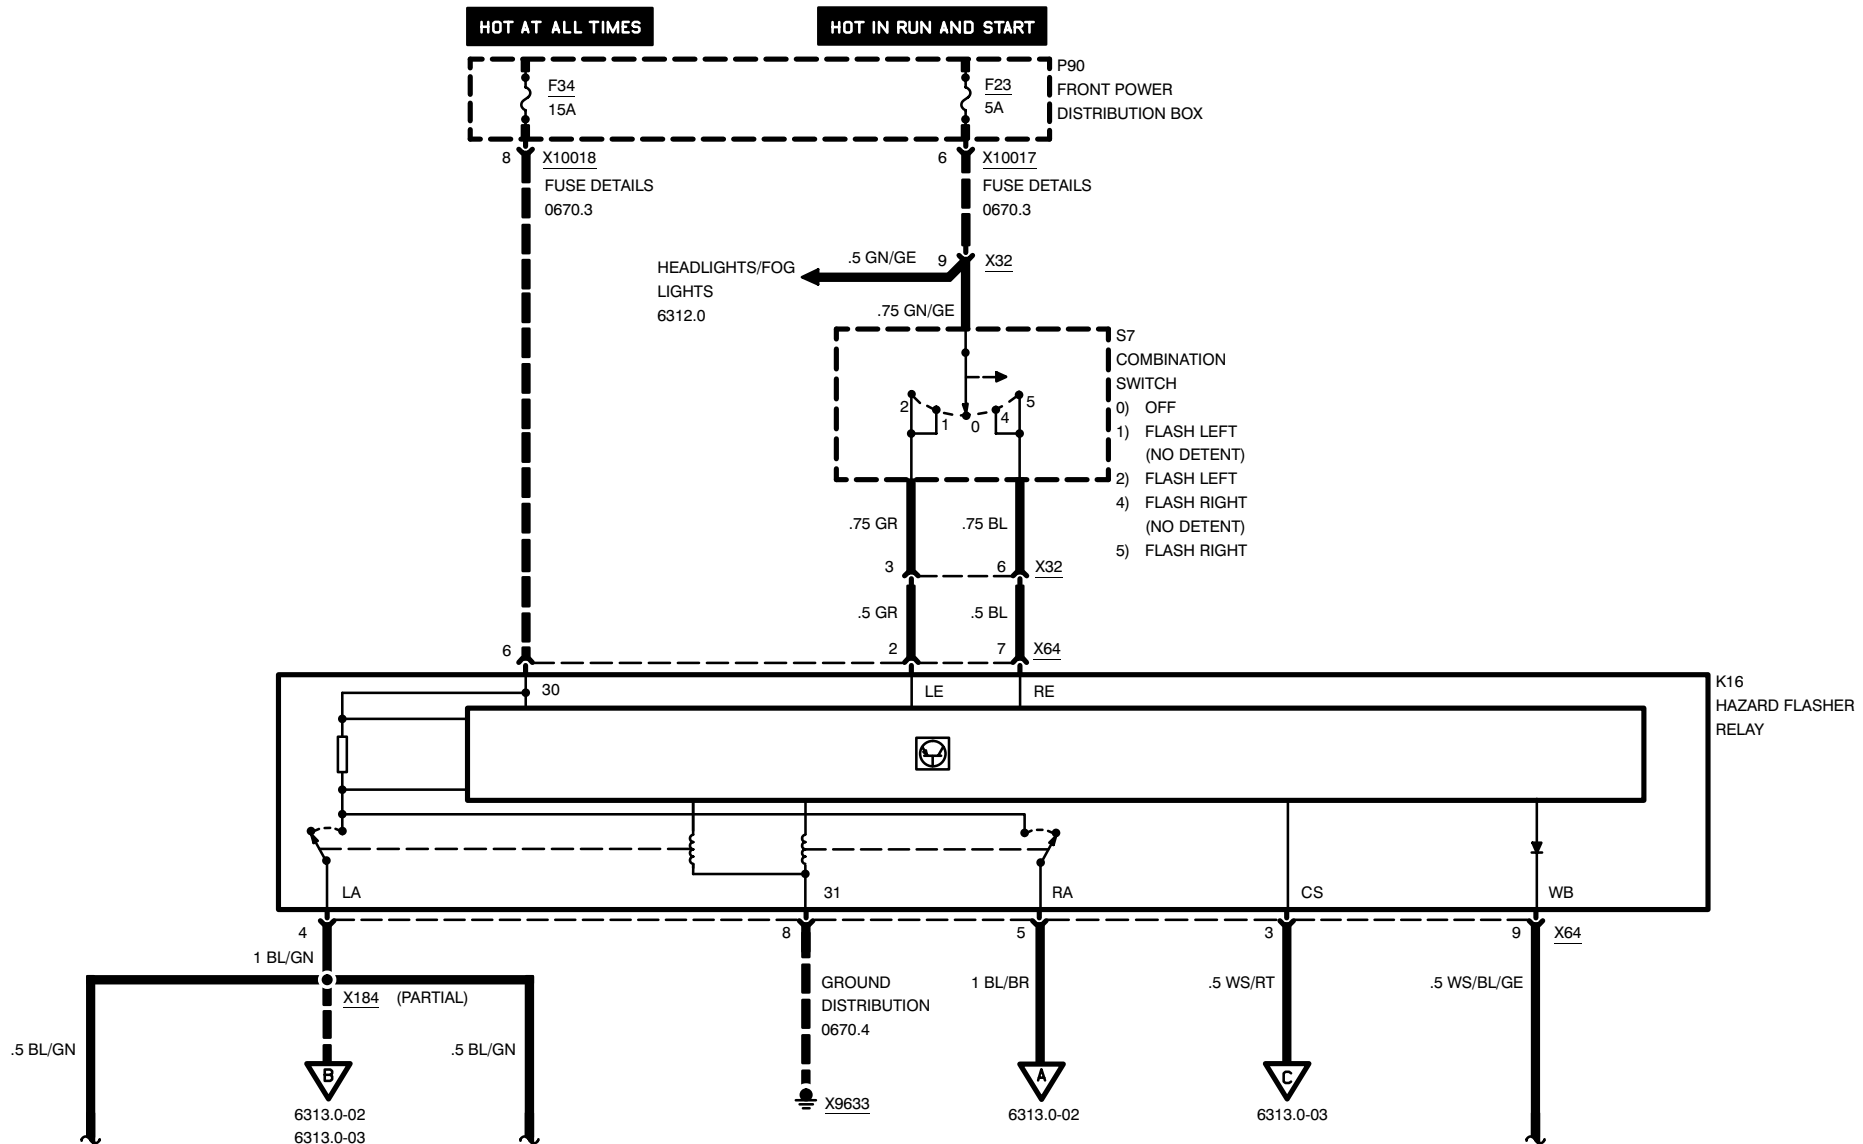 HOT AT ALL TIMES
HOT IN RUN AND START
F34
15A
F23
5A
P90
FRONT POWER
DISTRIBUTION BOX
8 X10018
FUSE DETAILS
0670.3
6 X10017
FUSE DETAILS
0670.3
HEADLIGHTS/FOG
LIGHTS
6312.0
.5 GN/GE
9 X32
.75 GN/GE
S7
COMBINATION
SWITCH
0) OFF
1) FLASH LEFT
(NO DETENT)
2) FLASH LEFT
4) FLASH RIGHT
(NO DETENT)
5) FLASH RIGHT
2 1 0 4 5
.75 GR .75 BL
3 6 X32
.5 GR .5 BL
6 2 7 X64
30 LE RE
K16
HAZARD FLASHER
RELAY
LA 31 RA CS WB
4 8 5 3 9 X64
1 BL/GN
X184 (PARTIAL)
GROUND
DISTRIBUTION
0670.4
1 BL/BR
.5 WS/RT
.5 WS/BL/GE
.5 BL/GN
.5 BL/GN
B
6313.0-02
6313.0-03
X9633
A
6313.0-02
C
6313.0-03